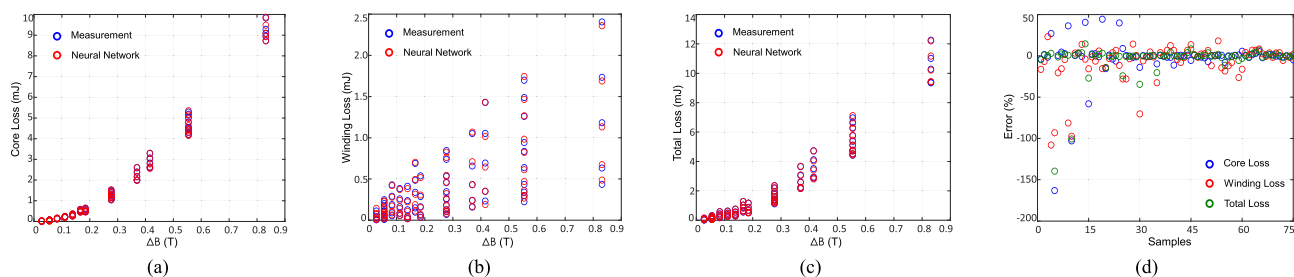 10
9
8
7
6
5
4
3
2
1
0
Core Loss (mJ)
Measurement
Neural Network
0 0.1 0.2 0.3 0.4 0.5 0.6 0.7 0.8 0.9
ΔB (T)
(a)
2.5
2.0
1.5
1.0
0.5
0
Winding Loss (mJ)
Measurement
Neural Network
0 0.1 0.2 0.3 0.4 0.5 0.6 0.7 0.8 0.9
ΔB (T)
(b)
14
12
10
8
6
4
2
0
Total Loss (mJ)
Measurement
Neural Network
0 0.1 0.2 0.3 0.4 0.5 0.6 0.7 0.8 0.9
ΔB (T)
(c)
50%
0
-50
-100
-150
-200
Error (%)
Core Loss
Winding Loss
Total Loss
0 15 30 45 60 75
Samples
(d)